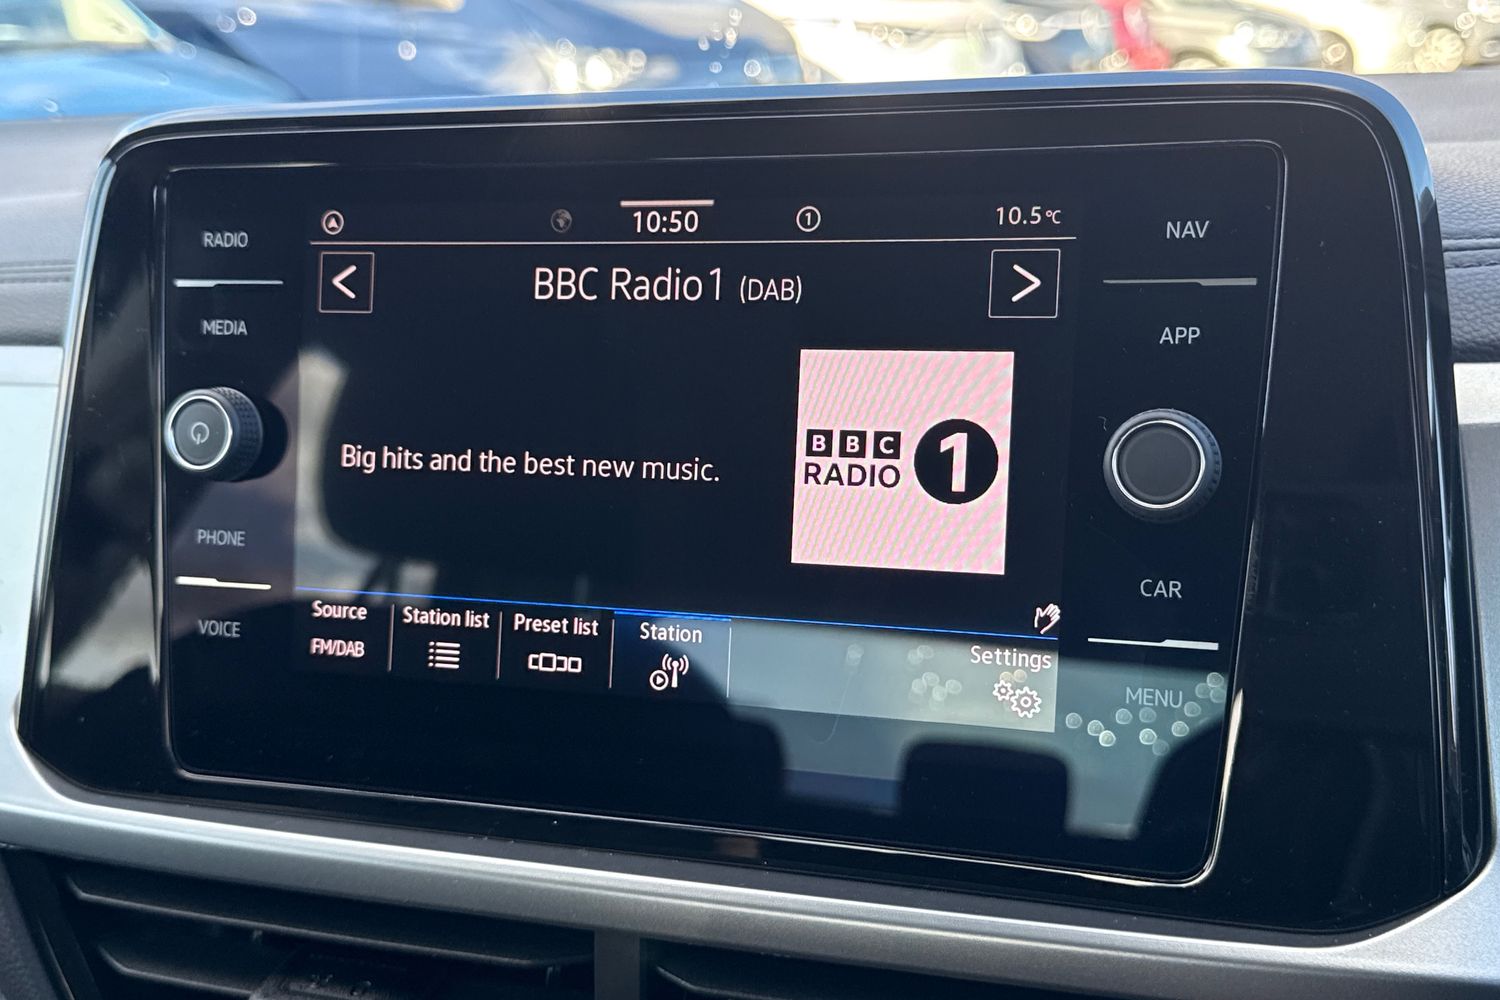 RADIO
MEDIA
PHONE
VOICE
10:50
1
10.5°C
<
BBC Radio1 (DAB)
>
Big hits and the best new music.
BBC
RADIO
1
Source
FM/DAB
Station list
Preset list
Station
Settings
NAV
APP
CAR
MENU